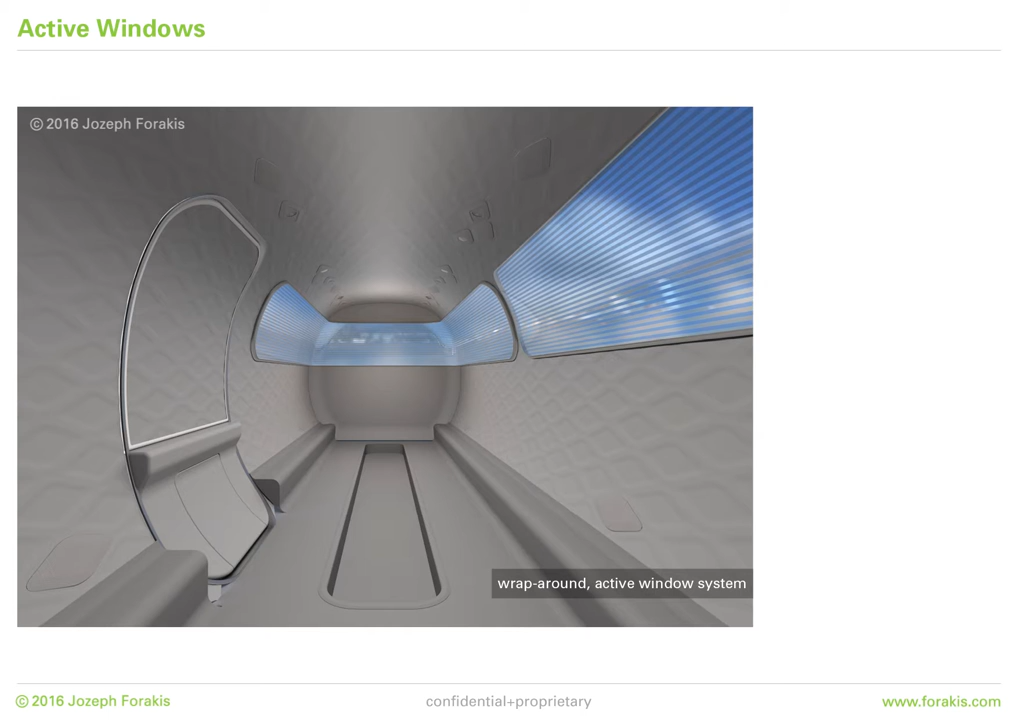 Active Windows
© 2016 Jozeph Forakis
wrap-around, active window system
© 2016 Jozeph Forakis
confidential+proprietary
www.forakis.com